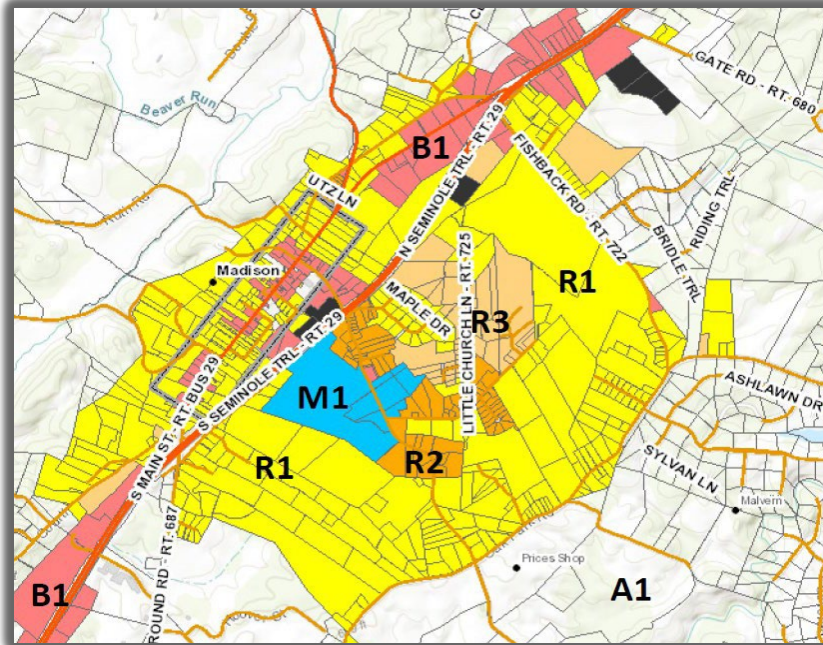 GATE RD - RT. 680
Beaver Run
B1
N SEMINOLE TRL - RT. 29
FISHBACK RD - RT. 722
UTZ LN
RIDING TRL
BRIDLE TRL
Madison
MAPLE DR
LITTLE CHURCH LN - RT. 725
R3
R1
S SEMINOLE TRL - RT. 29
M1
S MAIN ST - RT. BUS 29
ASHLAWN DR
R1
R2
SYLVAN LN
Malvern
ROUND RD - RT. 687
Prices Shop
B1
A1